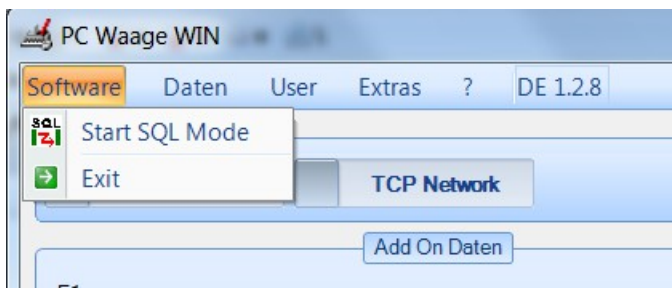 PC Waage WIN
Software Daten User Extras ? DE 1.2.8
SQL Start SQL Mode
Exit
TCP Network
Add On Daten